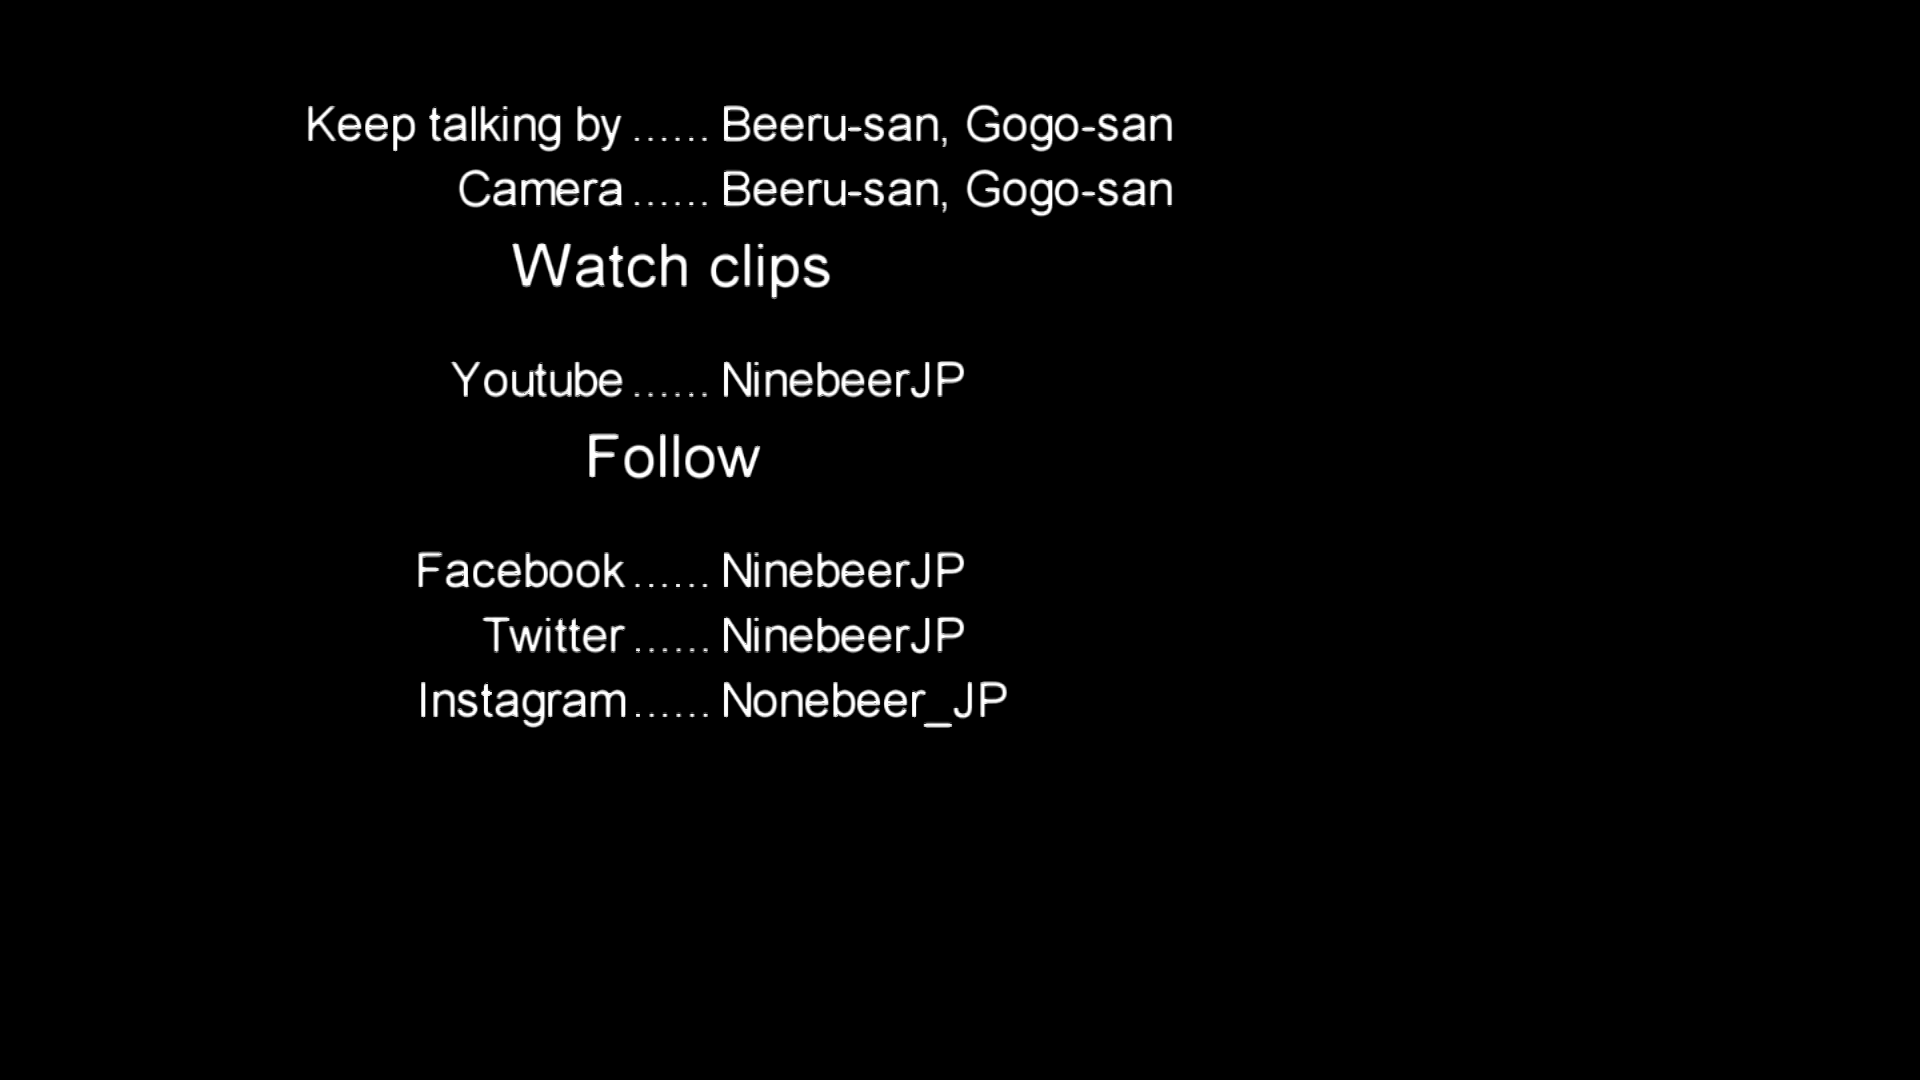 Keep talking by ...... Beeru-san, Gogo-san
Camera ...... Beeru-san, Gogo-san
Watch clips
Youtube ...... NinebeerJP
Follow
Facebook ...... NinebeerJP
Twitter ...... NinebeerJP
Instagram ...... Nonebeer_JP